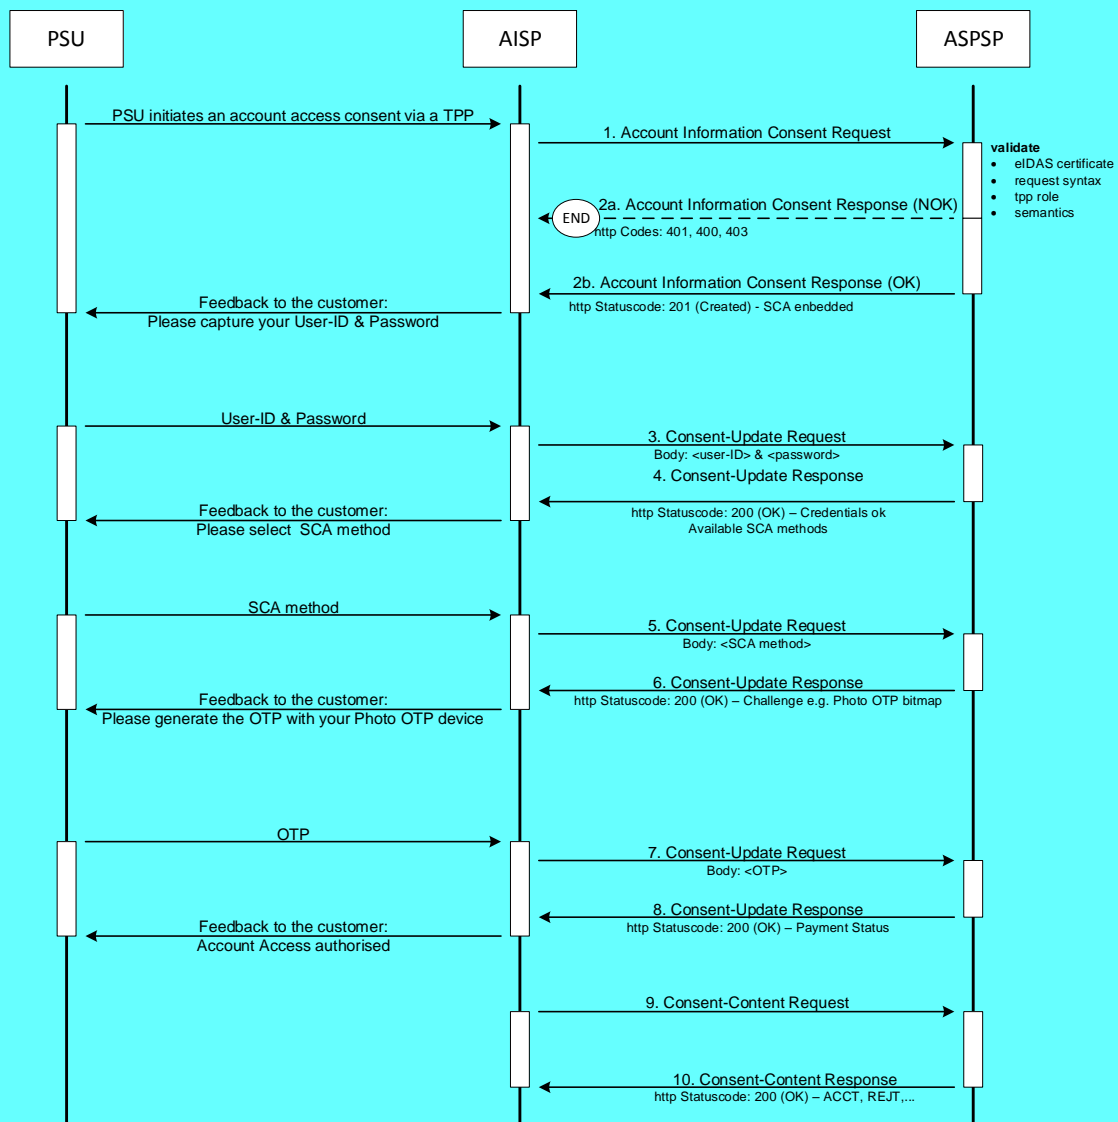 PSU
AISP
ASPSP
PSU initiates an account access consent via a TPP
1. Account Information Consent Request
validate
• eIDAS certificate
• request syntax
• tpp role
• semantics
2a. Account Information Consent Response (NOK)
END
http Codes: 401, 400, 403
2b. Account Information Consent Response (OK)
http Statuscode: 201 (Created) - SCA enbedded
Feedback to the customer:
Please capture your User-ID & Password
User-ID & Password
3. Consent-Update Request
Body: <user-ID> & <password>
4. Consent-Update Response
http Statuscode: 200 (OK) – Credentials ok
Available SCA methods
Feedback to the customer:
Please select SCA method
SCA method
5. Consent-Update Request
Body: <SCA method>
6. Consent-Update Response
http Statuscode: 200 (OK) – Challenge e.g. Photo OTP bitmap
Feedback to the customer:
Please generate the OTP with your Photo OTP device
OTP
7. Consent-Update Request
Body: <OTP>
8. Consent-Update Response
http Statuscode: 200 (OK) – Payment Status
Feedback to the customer:
Account Access authorised
9. Consent-Content Request
10. Consent-Content Response
http Statuscode: 200 (OK) – ACCT, REJT,...